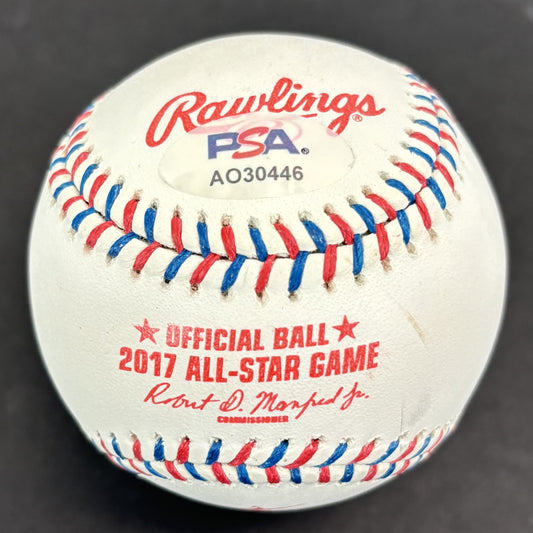 Rawlings®
PSA®
AO30446
★ OFFICIAL BALL ★
2017 ALL-STAR GAME
Robert D. Manfred Jr.
COMMISSIONER